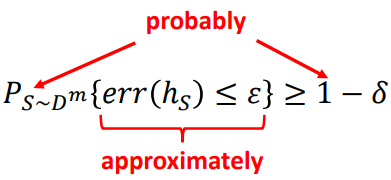 probably
P_{S∼D^m}{err(h_S) ≤ ε} ≥ 1 − δ
approximately